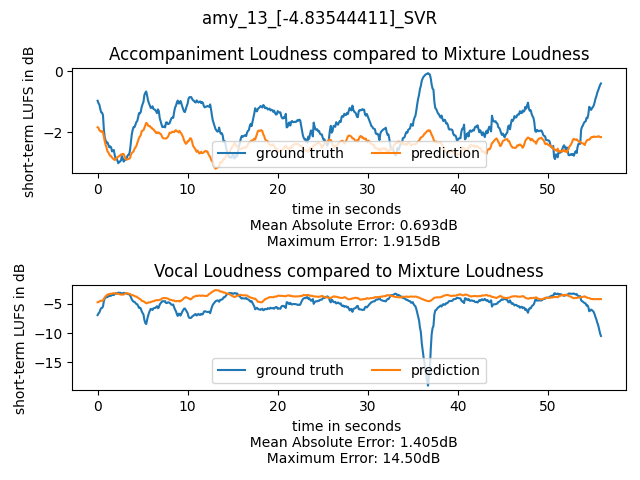 amy_13_[-4.83544411]_SVR
Accompaniment Loudness compared to Mixture Loudness
short-term LUFS in dB
0
−2
ground truth
prediction
0
10
20
30
40
50
time in seconds
Mean Absolute Error: 0.693dB
Maximum Error: 1.915dB
Vocal Loudness compared to Mixture Loudness
short-term LUFS in dB
−5
−10
−15
ground truth
prediction
0
10
20
30
40
50
time in seconds
Mean Absolute Error: 1.405dB
Maximum Error: 14.50dB